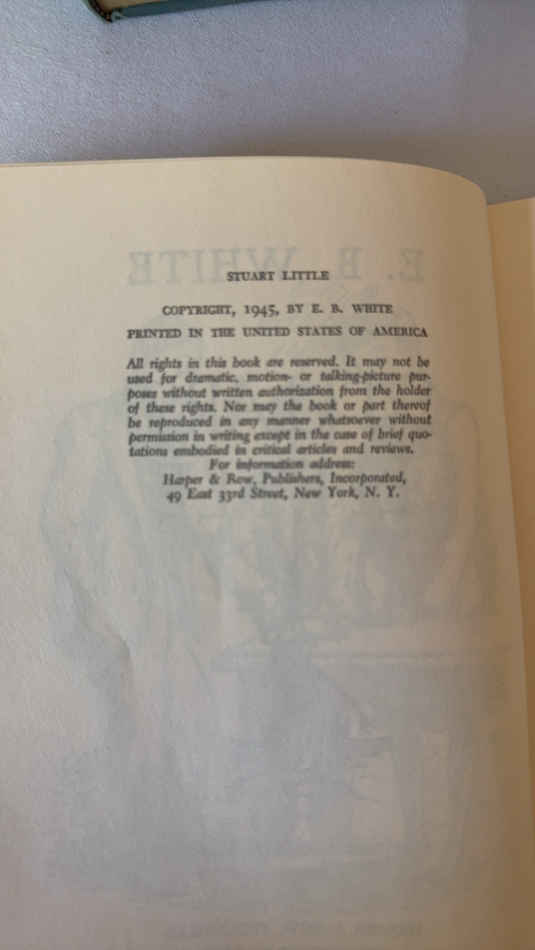 E. B. WHITE
STUART LITTLE
COPYRIGHT, 1945, BY E. B. WHITE
PRINTED IN THE UNITED STATES OF AMERICA
All rights in this book are reserved. It may not be
used for dramatic, motion- or talking-picture pur-
poses without written authorization from the holder
of these rights. Nor may the book or part thereof
be reproduced in any manner whatsoever without
permission in writing except in the case of brief quo-
tations embodied in critical articles and reviews.
For information address:
Harper & Row, Publishers, Incorporated,
49 East 33rd Street, New York, N. Y.